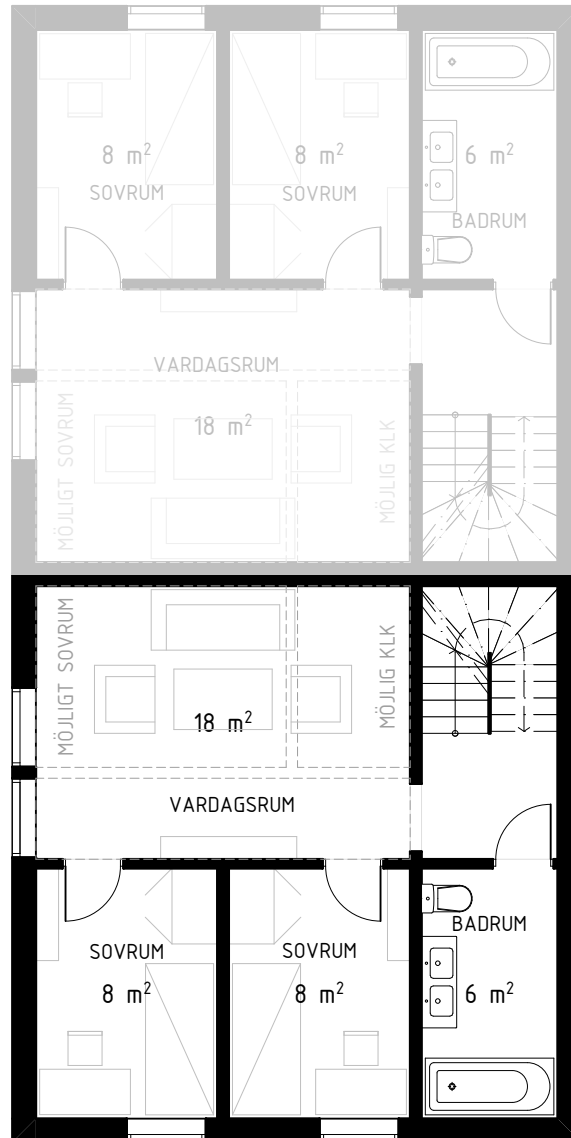 8 m² 8 m² 6 m²
SOVRUM SOVRUM
BADRUM
VARDAGSRUM
18 m²
MÖJLIGT SOVRUM
MÖJLIG KLK
MÖJLIGT SOVRUM
MÖJLIG KLK
18 m²
VARDAGSRUM
BADRUM
SOVRUM SOVRUM
8 m² 8 m² 6 m²